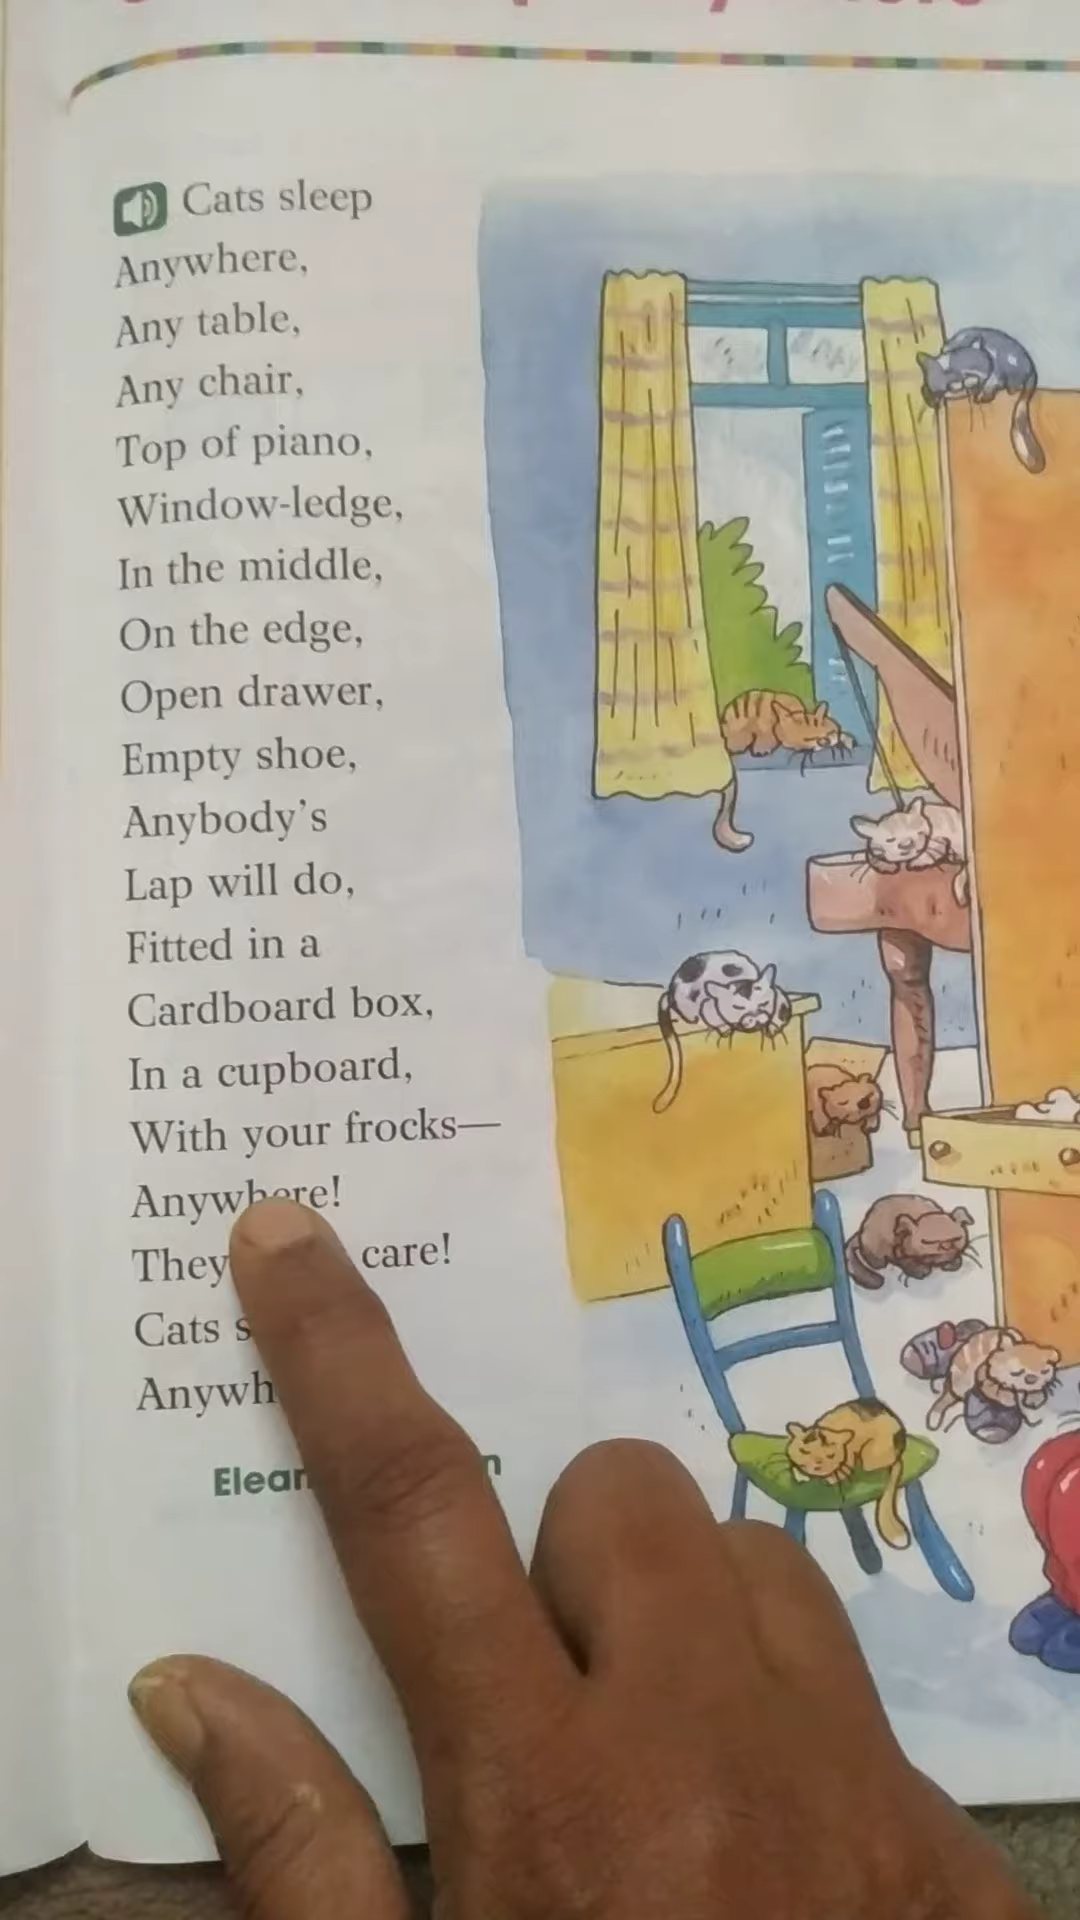 Cats sleep
Anywhere,
Any table,
Any chair,
Top of piano,
Window-ledge,
In the middle,
On the edge,
Open drawer,
Empty shoe,
Anybody's
Lap will do,
Fitted in a
Cardboard box,
In a cupboard,
With your frocks—
Anywhere!
They care!
Cats